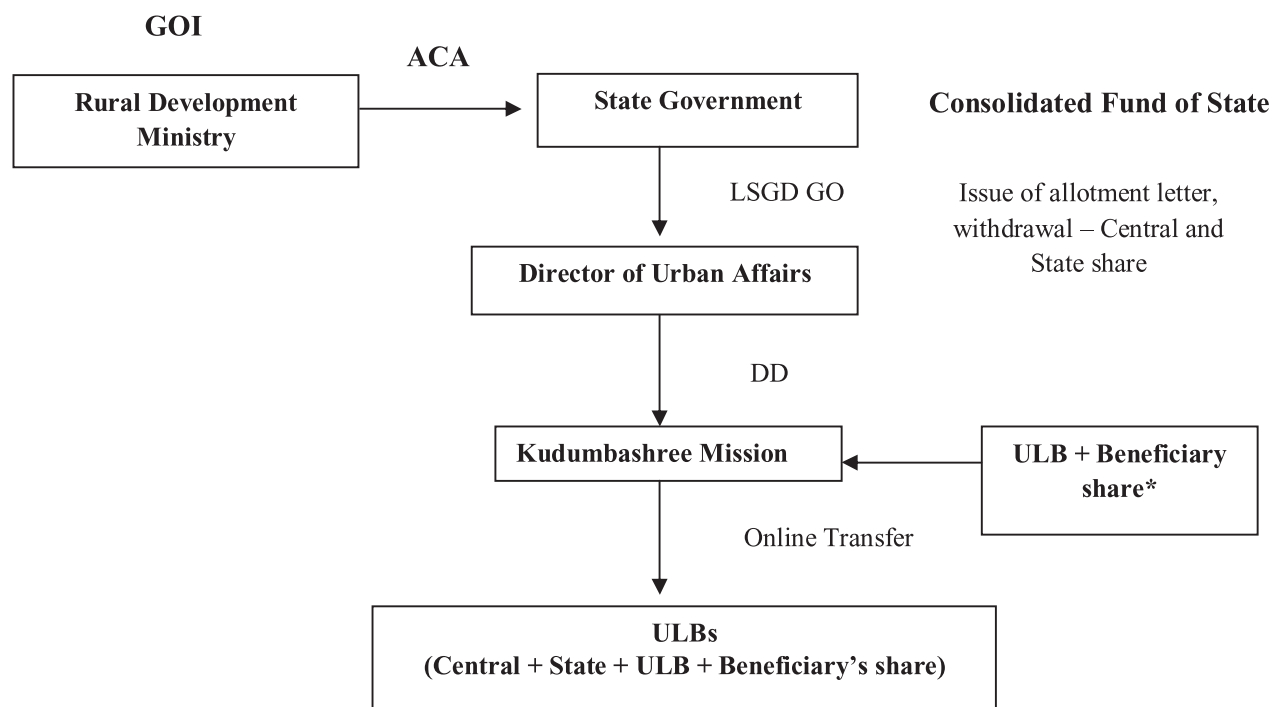 GOI
ACA
Rural Development
Ministry
State Government
Consolidated Fund of State
LSGD GO
Issue of allotment letter,
withdrawal – Central and
State share
Director of Urban Affairs
DD
Kudumbashree Mission
ULB + Beneficiary
share*
Online Transfer
ULBs
(Central + State + ULB + Beneficiary’s share)